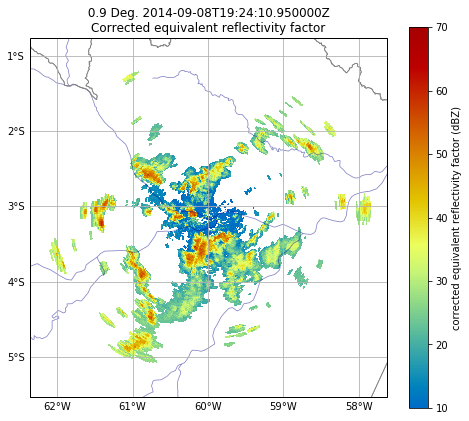 0.9 Deg. 2014-09-08T19:24:10.950000Z
Corrected equivalent reflectivity factor
1°S
2°S
3°S
4°S
5°S
62°W
61°W
60°W
59°W
58°W
70
60
50
40
30
20
10
corrected equivalent reflectivity factor (dBZ)